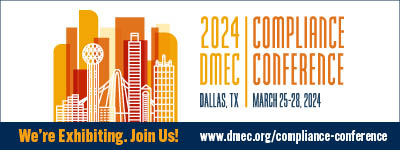 2024 DMEC
COMPLIANCE
CONFERENCE
DALLAS, TX | MARCH 25-28, 2024
We're Exhibiting. Join Us!
www.dmec.org/compliance-conference